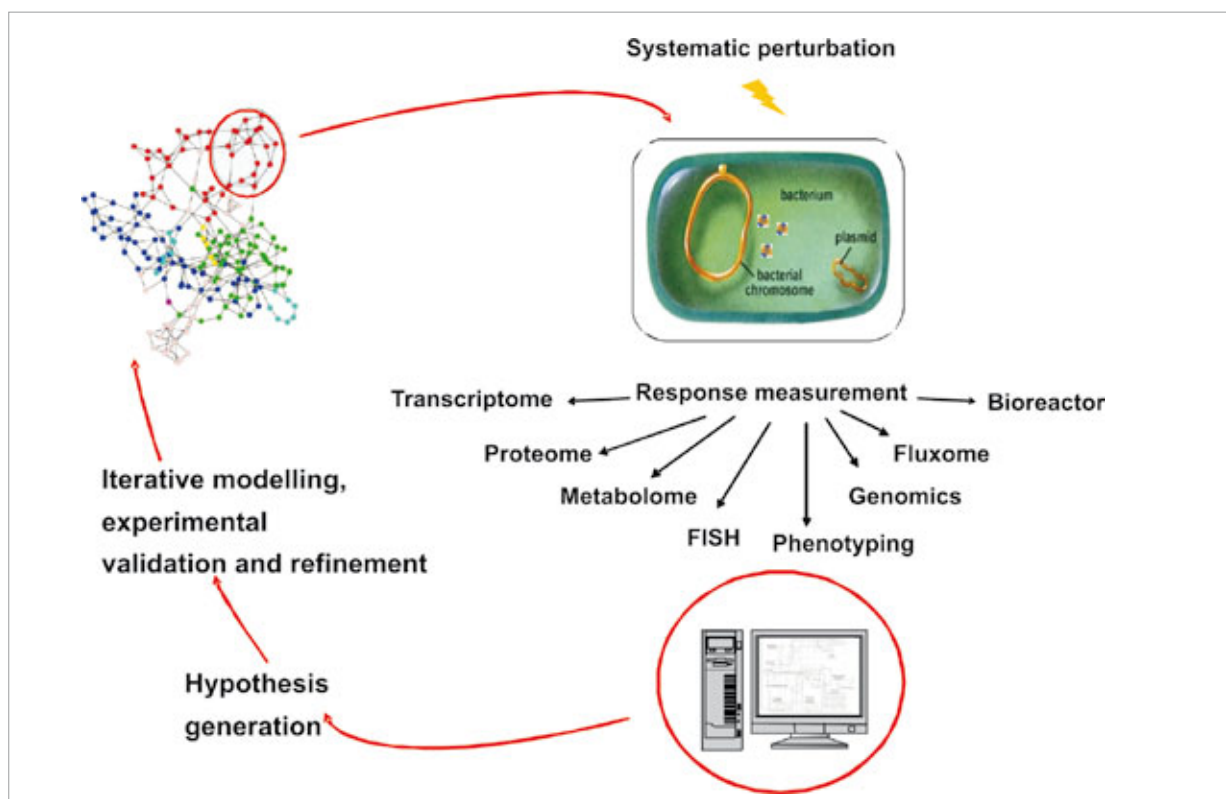 Systematic perturbation
bacterium
plasmid
bacterial
chromosome
Transcriptome
Response measurement
Bioreactor
Proteome
Fluxome
Metabolome
Genomics
FISH
Phenotyping
Iterative modelling,
experimental
validation and refinement
Hypothesis
generation